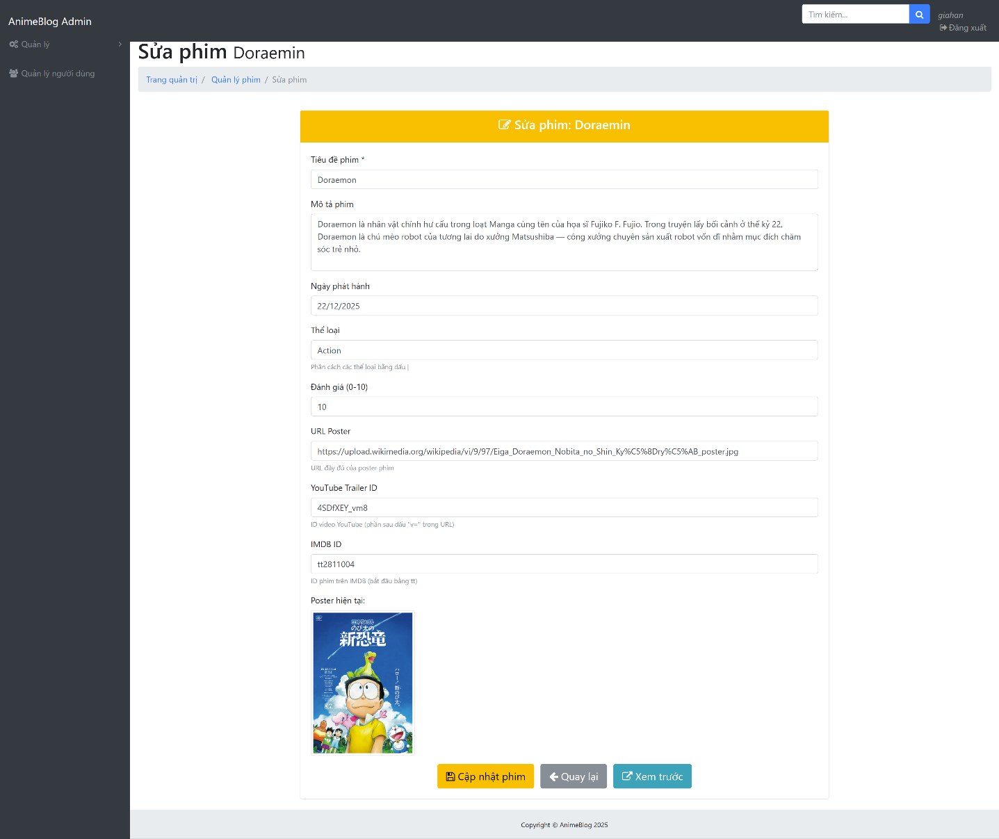 AnimeBlog Admin
Tìm kiếm...
giahan
Đăng xuất
Quản lý
Quản lý người dùng
Sửa phim Doraemin
Trang quản trị / Quản lý phim / Sửa phim
Sửa phim: Doraemin
Tiêu đề phim *
Doraemon
Mô tả phim
Doraemon là nhân vật chính hư cấu trong loạt Manga cùng tên của họa sĩ Fujiko F. Fujio. Trong truyện lấy bối cảnh ở thế kỷ 22,
Doraemon là chú mèo robot của tương lai do xưởng Matsushiba — công xưởng chuyên sản xuất robot vốn dĩ nhằm mục đích chăm
sóc trẻ nhỏ.
Ngày phát hành
22/12/2025
Thể loại
Action
Phân cách các thể loại bằng dấu |
Đánh giá (0-10)
10
URL Poster
https://upload.wikimedia.org/wikipedia/vi/9/97/Eiga_Doraemon_Nobita_no_Shin_Ky%C5%8Dry%C5%AB_poster.jpg
URL đầy đủ của poster phim
YouTube Trailer ID
4SDfXEY_vm8
ID video YouTube (phần sau dấu "v=" trong URL)
IMDB ID
tt2811004
ID phim trên IMDB (bắt đầu bằng tt)
Poster hiện tại:
のび太の
新恐竜
ハロー！新のび太。
8.7
Cập nhật phim
Quay lại
Xem trước
Copyright © AnimeBlog 2025